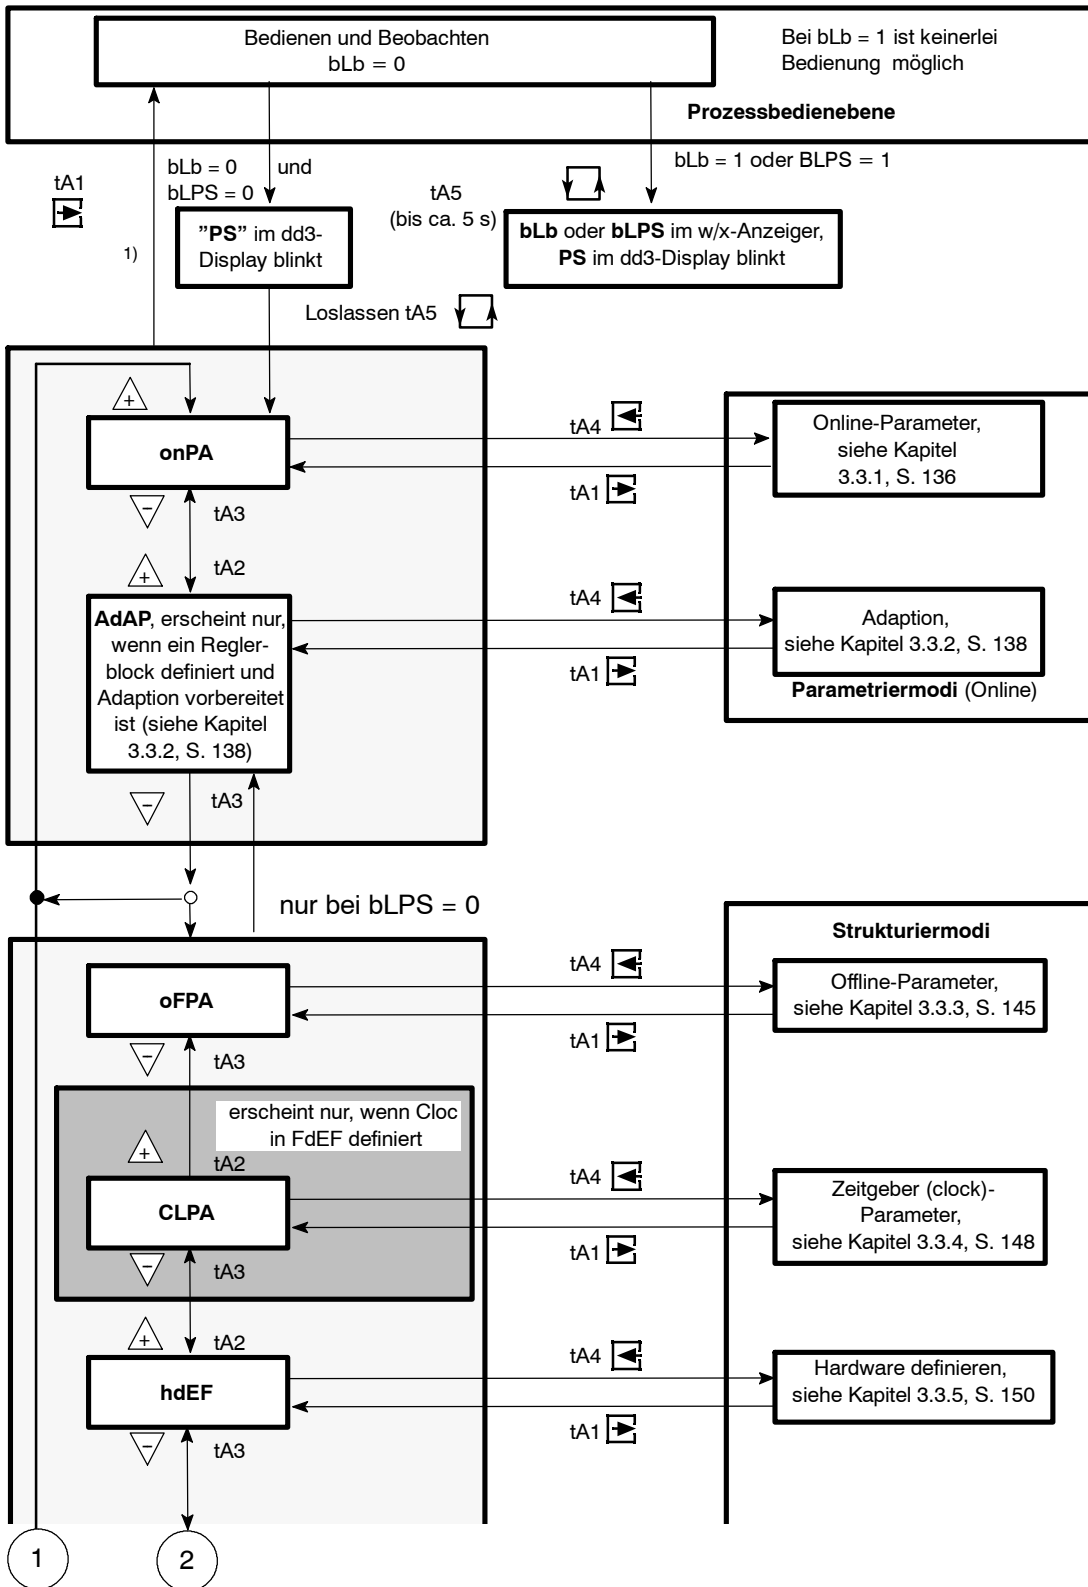 Bedienen und Beobachten
bLb = 0
Bei bLb = 1 ist keinerlei
Bedienung möglich
Prozessbedienebene
tA1
1)
bLb = 0 und
bLPS = 0
bLb = 1 oder BLPS = 1
tA5
(bis ca. 5 s)
”PS” im dd3-
Display blinkt
bLb oder bLPS im w/x-Anzeiger,
PS im dd3-Display blinkt
Loslassen tA5
+
onPA
−
tA3
tA4
tA1
Online-Parameter,
siehe Kapitel
3.3.1, S. 136
+
tA2
AdAP, erscheint nur,
wenn ein Regler-
block definiert und
Adaption vorbereitet
ist (siehe Kapitel
3.3.2, S. 138)
−
tA3
tA4
tA1
Adaption,
siehe Kapitel 3.3.2, S. 138
Parametriermodi (Online)
nur bei bLPS = 0
Strukturiermodi
oFPA
−
tA3
tA4
tA1
Offline-Parameter,
siehe Kapitel 3.3.3, S. 145
erscheint nur, wenn Cloc
in FdEF definiert
+
tA2
CLPA
−
tA3
tA4
tA1
Zeitgeber (clock)-
Parameter,
siehe Kapitel 3.3.4, S. 148
+
tA2
hdEF
−
tA3
tA4
tA1
Hardware definieren,
siehe Kapitel 3.3.5, S. 150
1
2